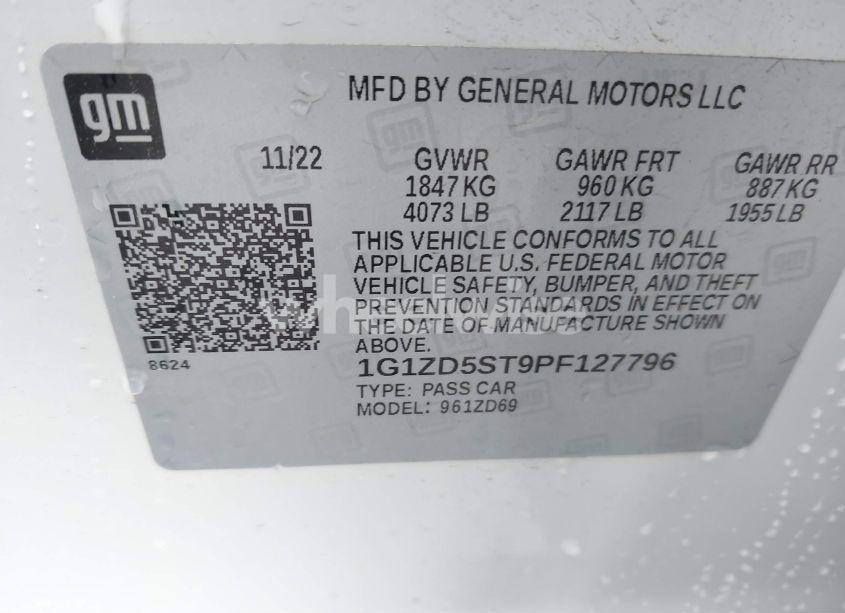 gm
MFD BY GENERAL MOTORS LLC
11/22 GVWR GAWR FRT GAWR RR
1847 KG 960 KG 887 KG
4073 LB 2117 LB 1955 LB
THIS VEHICLE CONFORMS TO ALL
APPLICABLE U.S. FEDERAL MOTOR
VEHICLE SAFETY, BUMPER, AND THEFT
PREVENTION STANDARDS IN EFFECT ON
THE DATE OF MANUFACTURE SHOWN
ABOVE.
8624
1G1ZD5ST9PF127796
TYPE: PASS CAR
MODEL: 961ZD69